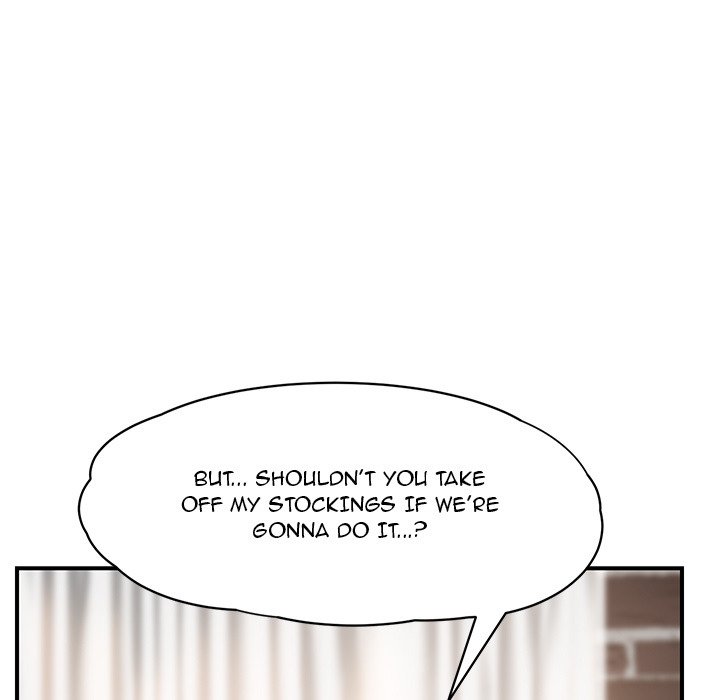 BUT... SHOULDN'T YOU TAKE
OFF MY STOCKINGS IF WE'RE
GONNA DO IT...?